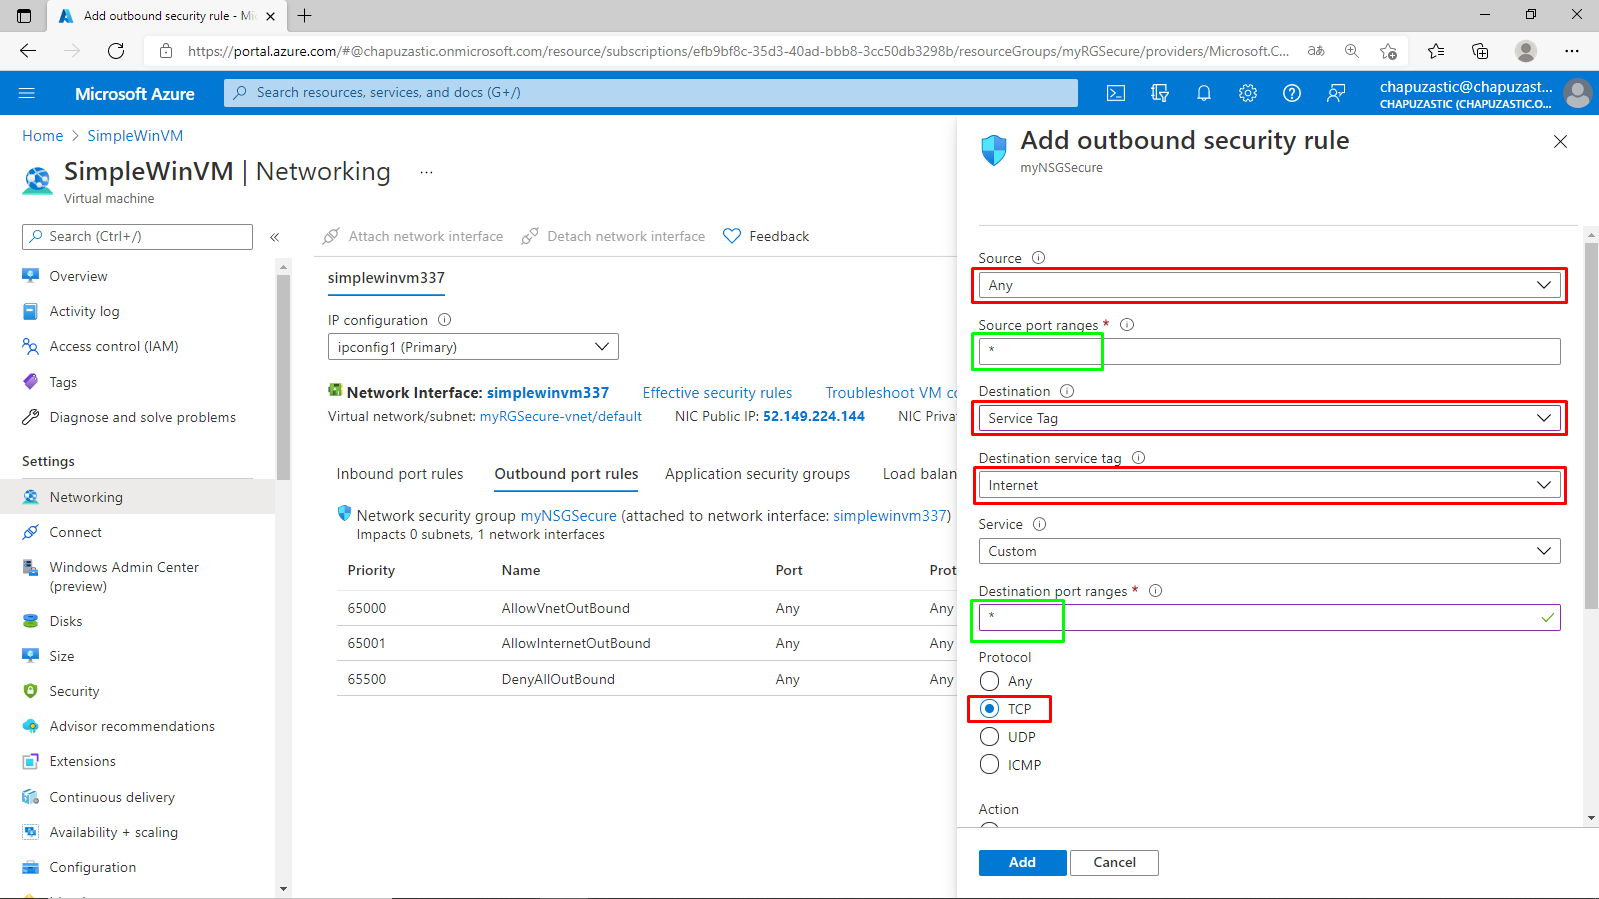 Add outbound security rule - Mi
https://portal.azure.com/#@chapuzastic.onmicrosoft.com/resource/subscriptions/efb9bf8c-35d3-40ad-bbb8-3cc50db3298b/resourceGroups/myRGSecure/providers/Microsoft.C...
Microsoft Azure
Search resources, services, and docs (G+/)
chapuzastic@chapuzast...
CHAPUZASTIC (CHAPUZASTIC.O...
Home > SimpleWinVM
SimpleWinVM | Networking ...
Virtual machine
Search (Ctrl+/)
Overview
Activity log
Access control (IAM)
Tags
Diagnose and solve problems
Settings
Networking
Connect
Windows Admin Center
(preview)
Disks
Size
Security
Advisor recommendations
Extensions
Continuous delivery
Availability + scaling
Configuration
Attach network interface
Detach network interface
Feedback
simplewinvm337
IP configuration
ipconfig1 (Primary)
Network Interface: simplewinvm337 Effective security rules Troubleshoot VM co
Virtual network/subnet: myRGSecure-vnet/default NIC Public IP: 52.149.224.144 NIC Priva
Inbound port rules Outbound port rules Application security groups Load balan
Network security group myNSGSecure (attached to network interface: simplewinvm337)
Impacts 0 subnets, 1 network interfaces
Priority Name Port Prot
65000 AllowVnetOutBound Any Any
65001 AllowInternetOutBound Any Any
65500 DenyAllOutBound Any Any
Add outbound security rule
myNSGSecure
Source
Any
Source port ranges *
*
Destination
Service Tag
Destination service tag
Internet
Service
Custom
Destination port ranges *
*
Protocol
Any
TCP
UDP
ICMP
Action
Add Cancel